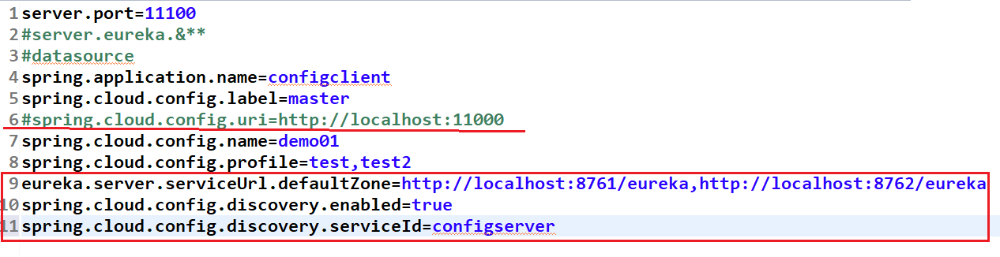 1 server.port=11100
2 #server.eureka.&**
3 #datasource
4 spring.application.name=configclient
5 spring.cloud.config.label=master
6 #spring.cloud.config.uri=http://localhost:11000
7 spring.cloud.config.name=demo01
8 spring.cloud.config.profile=test,test2
9 eureka.server.serviceUrl.defaultZone=http://localhost:8761/eureka,http://localhost:8762/eureka
10 spring.cloud.config.discovery.enabled=true
11 spring.cloud.config.discovery.serviceId=configserver